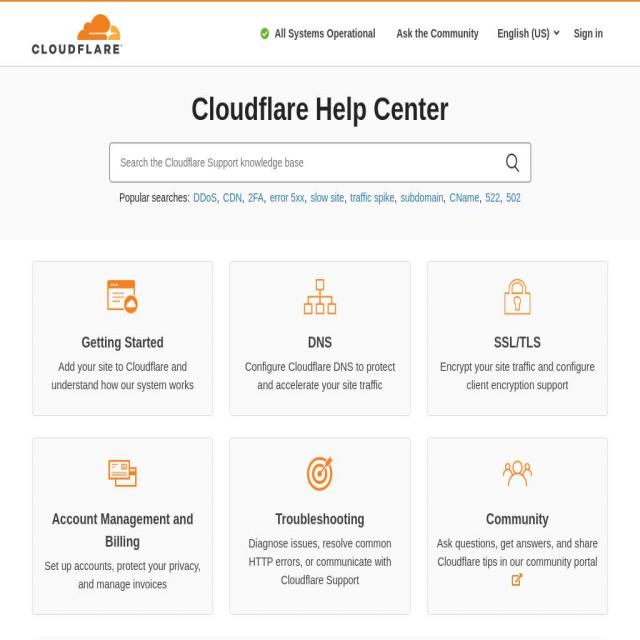 CLOUDFLARE
All Systems Operational
Ask the Community
English (US)
Sign in
Cloudflare Help Center
Search the Cloudflare Support knowledge base
Popular searches: DDoS, CDN, 2FA, error 5xx, slow site, traffic spike, subdomain, CName, 522, 502
Getting Started
Add your site to Cloudflare and
understand how our system works
DNS
Configure Cloudflare DNS to protect
and accelerate your site traffic
SSL/TLS
Encrypt your site traffic and configure
client encryption support
Account Management and
Billing
Set up accounts, protect your privacy,
and manage invoices
Troubleshooting
Diagnose issues, resolve common
HTTP errors, or communicate with
Cloudflare Support
Community
Ask questions, get answers, and share
Cloudflare tips in our community portal